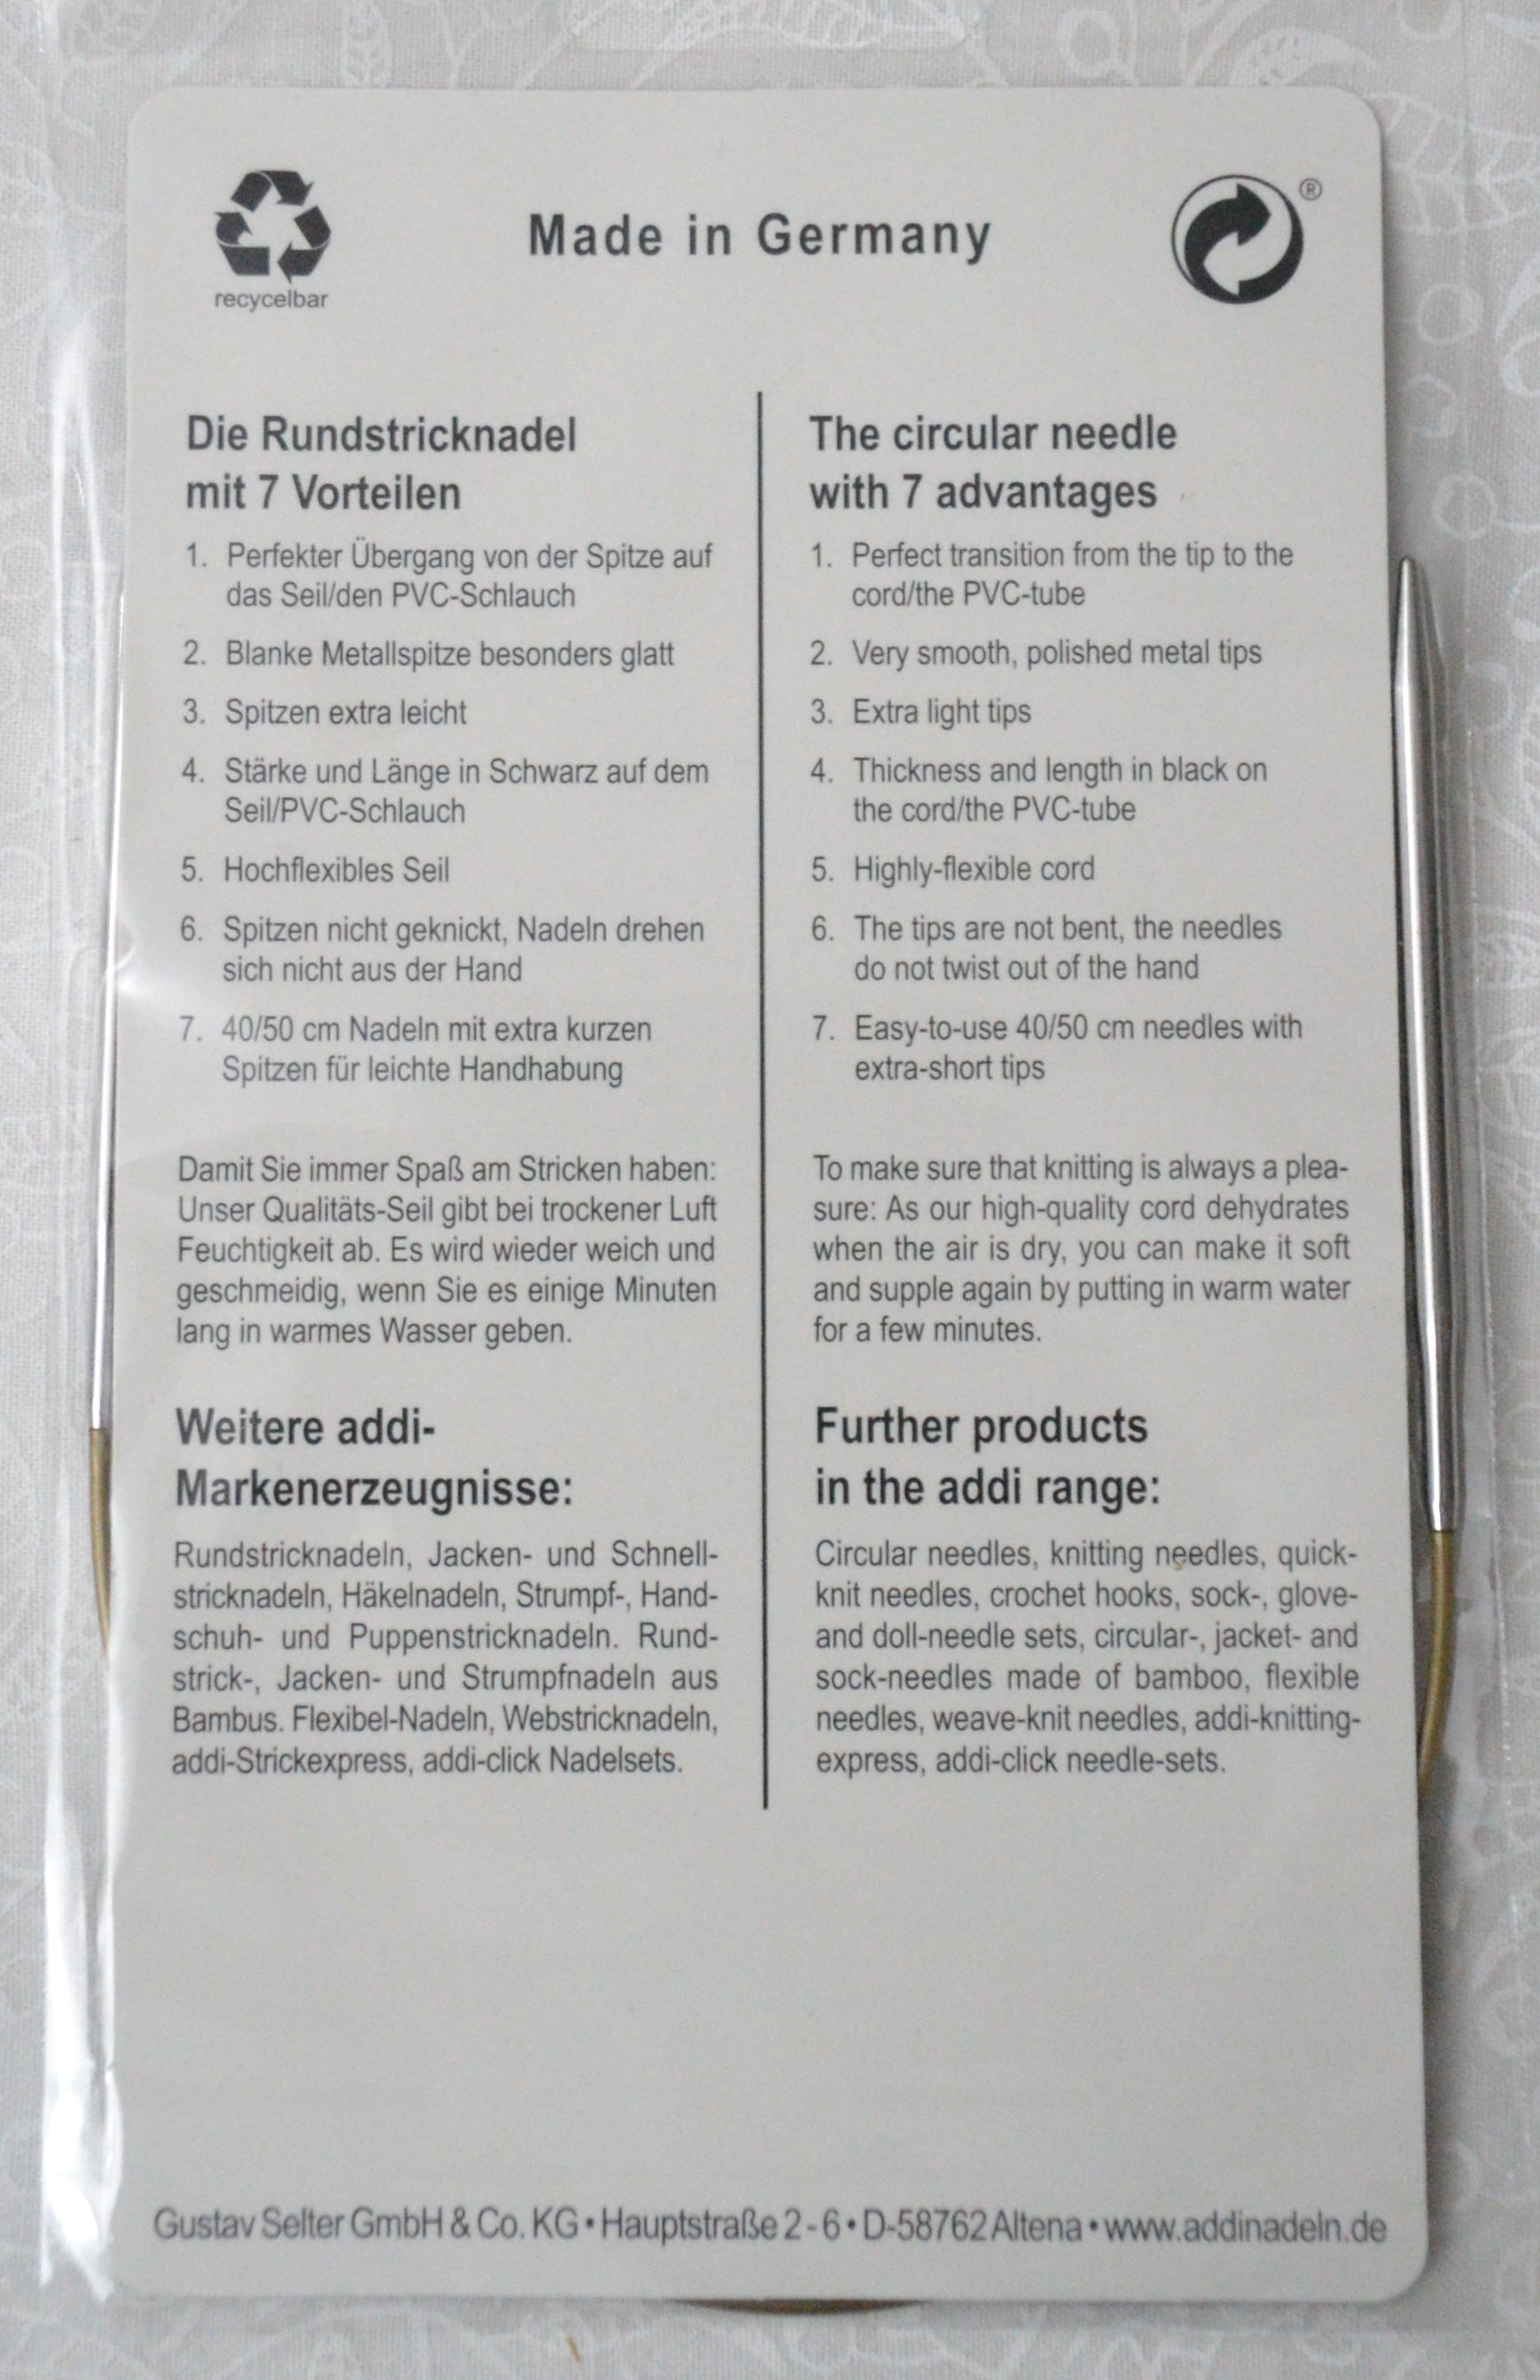 recycelbar
Made in Germany
®
Die Rundstricknadel
mit 7 Vorteilen
1. Perfekter Übergang von der Spitze auf
das Seil/den PVC-Schlauch
2. Blanke Metallspitze besonders glatt
3. Spitzen extra leicht
4. Stärke und Länge in Schwarz auf dem
Seil/PVC-Schlauch
5. Hochflexibles Seil
6. Spitzen nicht geknickt, Nadeln drehen
sich nicht aus der Hand
7. 40/50 cm Nadeln mit extra kurzen
Spitzen für leichte Handhabung
Damit Sie immer Spaß am Stricken haben:
Unser Qualitäts-Seil gibt bei trockener Luft
Feuchtigkeit ab. Es wird wieder weich und
geschmeidig, wenn Sie es einige Minuten
lang in warmes Wasser geben.
Weitere addi-
Markenerzeugnisse:
Rundstricknadeln, Jacken- und Schnell-
stricknadeln, Häkelnadeln, Strumpf-, Hand-
schuh- und Puppenstricknadeln. Rund-
strick-, Jacken- und Strumpfnadeln aus
Bambus. Flexibel-Nadeln, Webstricknadeln,
addi-Strickexpress, addi-click Nadelsets.
The circular needle
with 7 advantages
1. Perfect transition from the tip to the
cord/the PVC-tube
2. Very smooth, polished metal tips
3. Extra light tips
4. Thickness and length in black on
the cord/the PVC-tube
5. Highly-flexible cord
6. The tips are not bent, the needles
do not twist out of the hand
7. Easy-to-use 40/50 cm needles with
extra-short tips
To make sure that knitting is always a plea-
sure: As our high-quality cord dehydrates
when the air is dry, you can make it soft
and supple again by putting in warm water
for a few minutes.
Further products
in the addi range:
Circular needles, knitting needles, quick-
knit needles, crochet hooks, sock-, glove-
and doll-needle sets, circular-, jacket- and
sock-needles made of bamboo, flexible
needles, weave-knit needles, addi-knitting-
express, addi-click needle-sets.
Gustav Selter GmbH & Co. KG • Hauptstraße 2 - 6 • D-58762 Altena • www.addinadeln.de